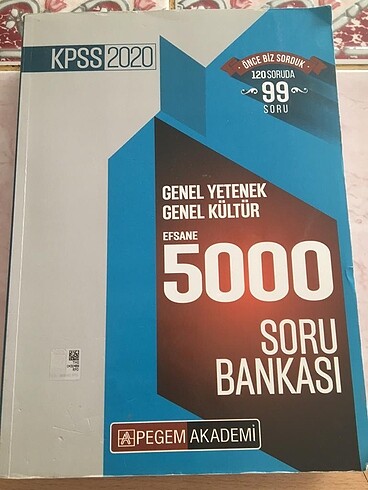 KPSS 2020
ÖNCE BİZ SORDUK
120 SORUDA
99
SORU
GENEL YETENEK
GENEL KÜLTÜR
EFSANE
5000
SORU
BANKASI
PEGEM AKADEMİ